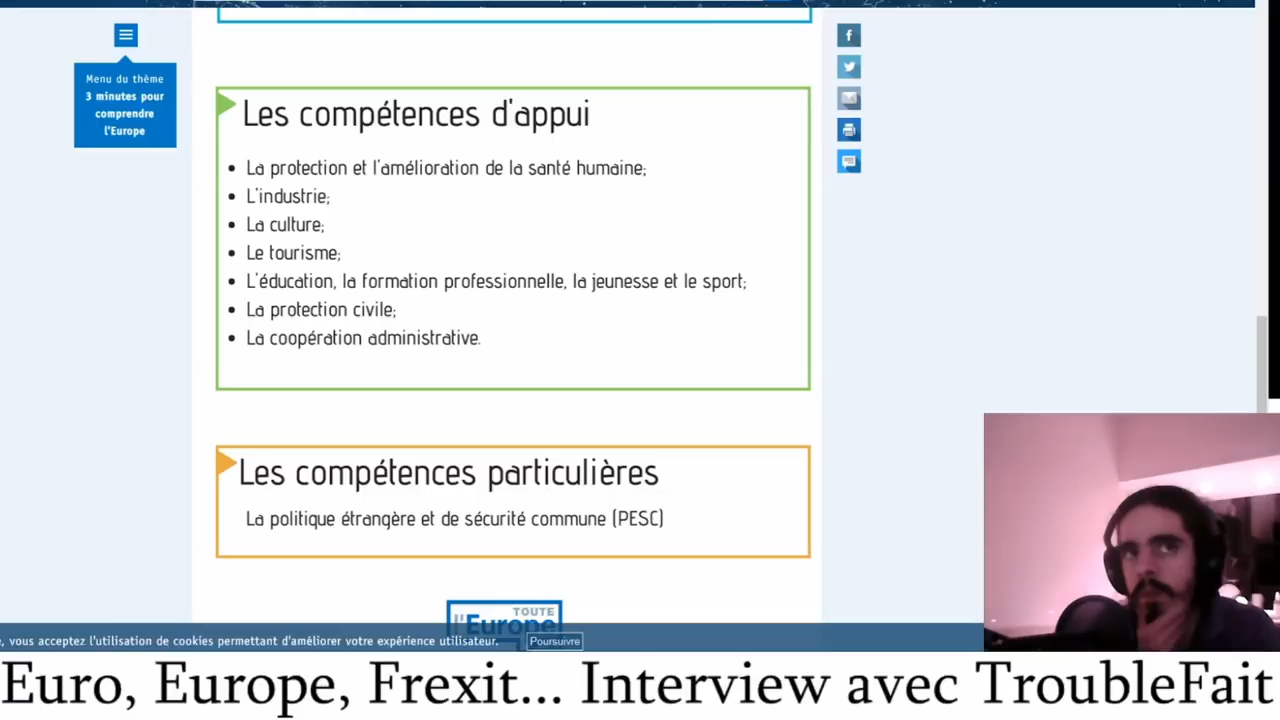 Menu du thème
3 minutes pour
comprendre
l'Europe
Les compétences d'appui
• La protection et l'amélioration de la santé humaine;
• L'industrie;
• La culture;
• Le tourisme;
• L'éducation, la formation professionnelle, la jeunesse et le sport;
• La protection civile;
• La coopération administrative.
Les compétences particulières
La politique étrangère et de sécurité commune (PESC)
TOUTE
l'Europe
, vous acceptez l'utilisation de cookies permettant d'améliorer votre expérience utilisateur. Poursuivre
Euro, Europe, Frexit... Interview avec TroubleFait